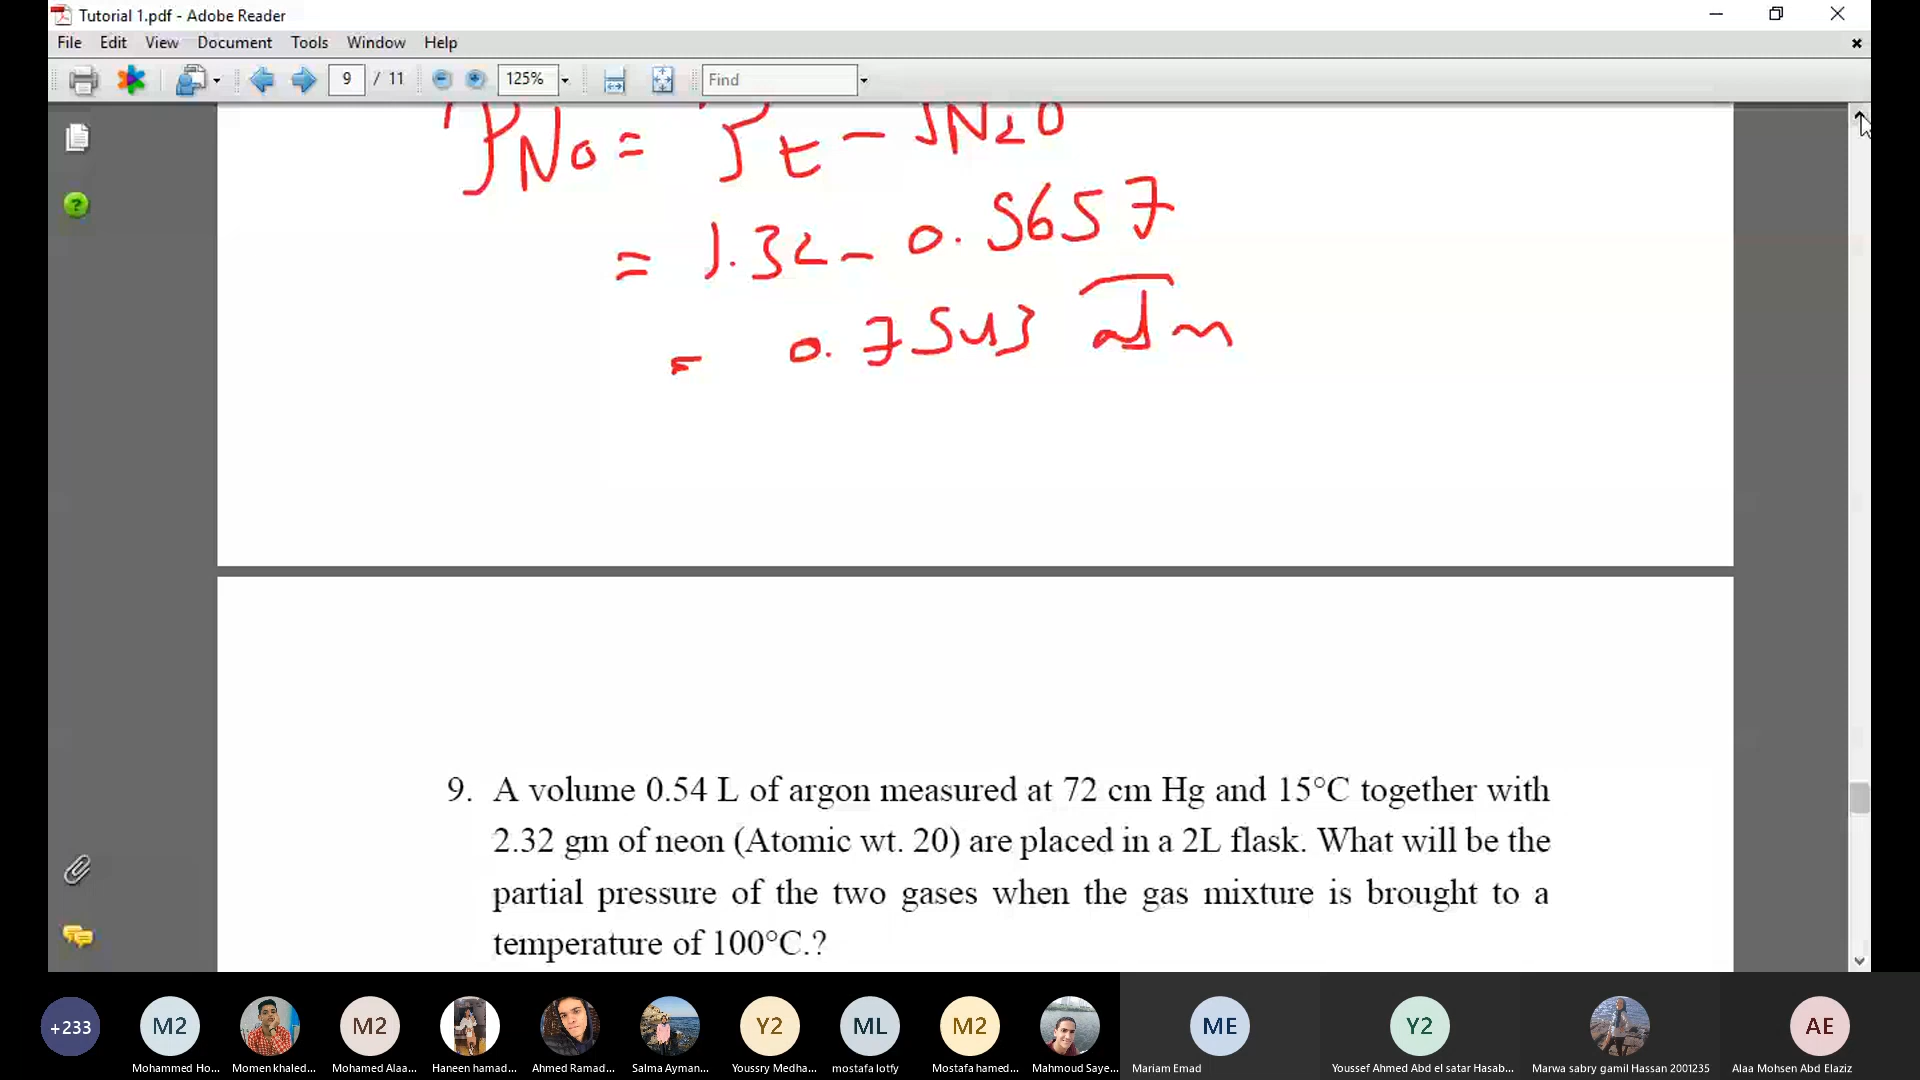 Tutorial 1.pdf - Adobe Reader
File Edit View Document Tools Window Help
9 / 11 125% Find
PNO = Pt - PN2O
= 1.32 - 0.5657
= 0.7543 atm
9. A volume 0.54 L of argon measured at 72 cm Hg and 15°C together with
2.32 gm of neon (Atomic wt. 20) are placed in a 2L flask. What will be the
partial pressure of the two gases when the gas mixture is brought to a
temperature of 100°C.?
+233 M2 M2 Y2 ML M2 ME Y2 AE
Mohammed Ho... Momen khaled... Mohamed Alaa... Haneen hamad... Ahmed Ramad... Salma Ayman... Youssry Medha... mostafa lotfy Mostafa hamed... Mahmoud Saye... Mariam Emad Youssef Ahmed Abd el satar Hasab... Marwa sabry gamil Hassan 2001235 Alaa Mohsen Abd Elaziz